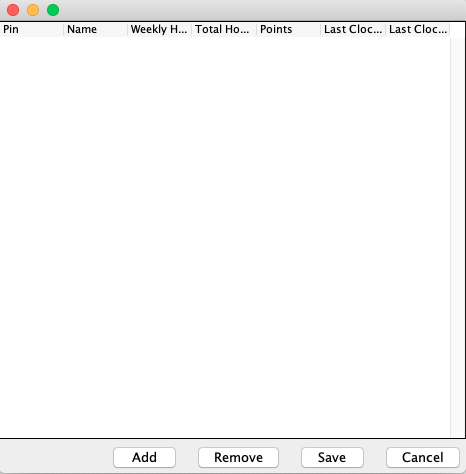 Pin Name Weekly H... Total Ho... Points Last Cloc... Last Cloc...
Add Remove Save Cancel